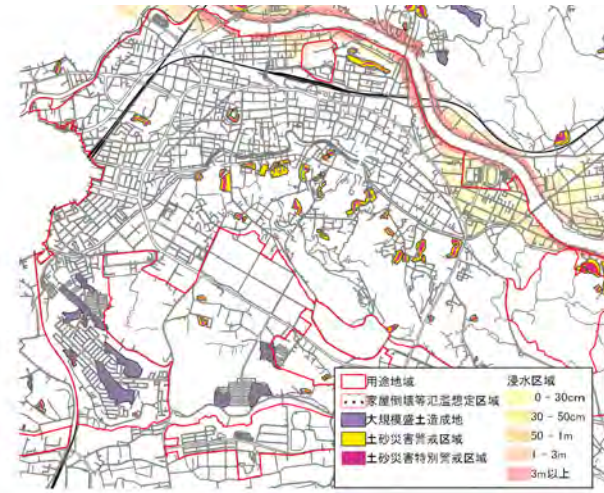 用途地域
家屋倒壊等氾濫想定区域
大規模盛土造成地
土砂災害警戒区域
土砂災害特別警戒区域
浸水区域
0 - 30cm
30 - 50cm
50 - 1m
1 - 3m
3m以上